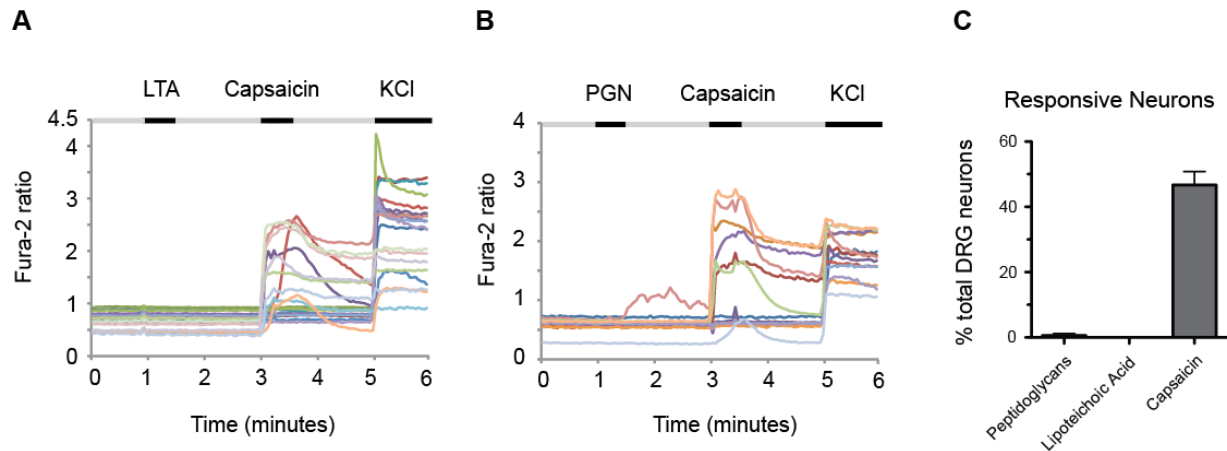 A
LTA Capsaicin KCl
4.5
4
3
2
1
0
Fura-2 ratio
0 1 2 3 4 5 6
Time (minutes)
B
PGN Capsaicin KCl
4
3
2
1
0
Fura-2 ratio
0 1 2 3 4 5 6
Time (minutes)
C
Responsive Neurons
60
40
20
0
% total DRG neurons
Peptidoglycans
Lipoteichoic Acid
Capsaicin